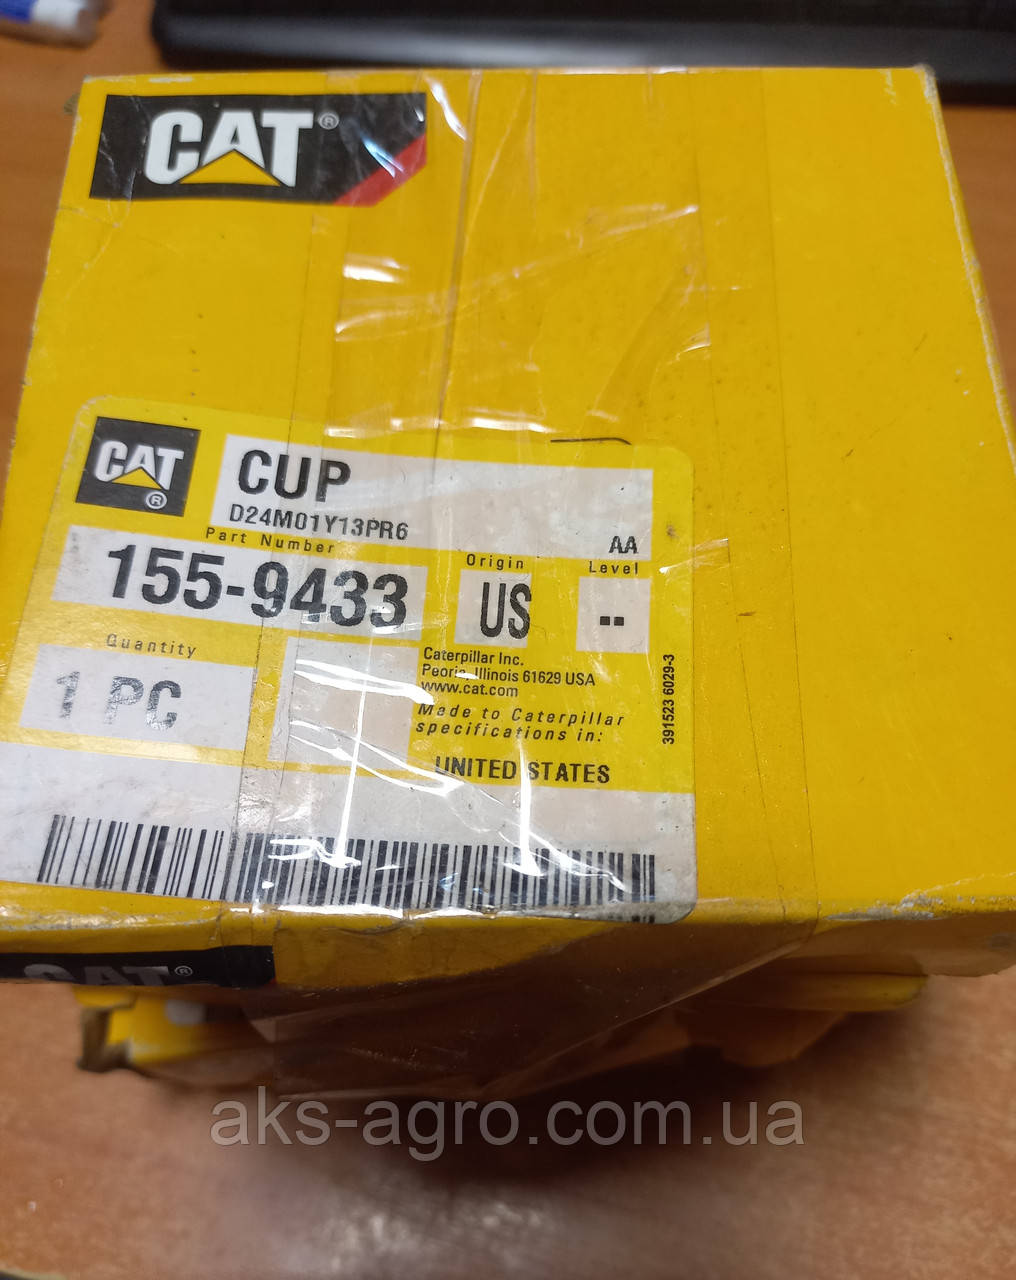 CAT®
CAT®
CUP
D24M01Y13PR6
AA
Part Number
Origin
Level
155-9433
US
--
Quantity
1 PC
Caterpillar Inc.
Peoria, Illinois 61629 USA
www.cat.com
Made to Caterpillar
specifications in:
UNITED STATES
391523 6029-3
CAT®
aks-agro.com.ua